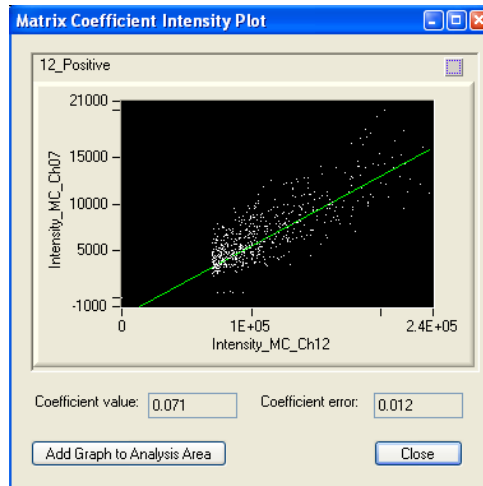 Matrix Coefficient Intensity Plot
12_Positive
21000
15000
10000
5000
-1000
Intensity_MC_Ch07
0
1E+05
2.4E+05
Intensity_MC_Ch12
Coefficient value: 0.071
Coefficient error: 0.012
Add Graph to Analysis Area
Close